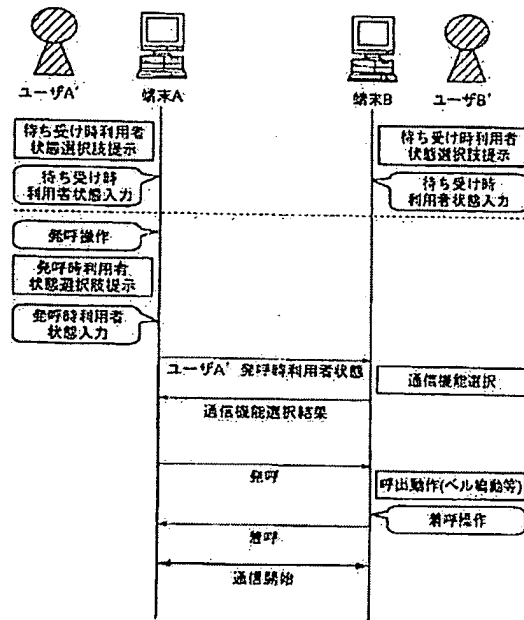 ユーザA'
端末A
端末B
ユーザB'
待ち受け時利用者
状態選択肢提示
待ち受け時利用者
状態選択肢提示
待ち受け時
利用者状態入力
待ち受け時
利用者状態入力
発呼操作
発呼時利用者
状態選択肢提示
発呼時利用者
状態入力
ユーザA' 発呼時利用者状態
通信機能選択
通信機能選択結果
発呼
呼出動作(ベル鳴動等)
着呼操作
着呼
通信開始